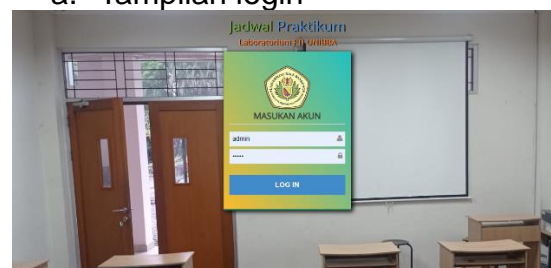 a. Tampilan login
Jadwal Praktikum
MASUKAN AKUN
admin
•••••
LOG IN